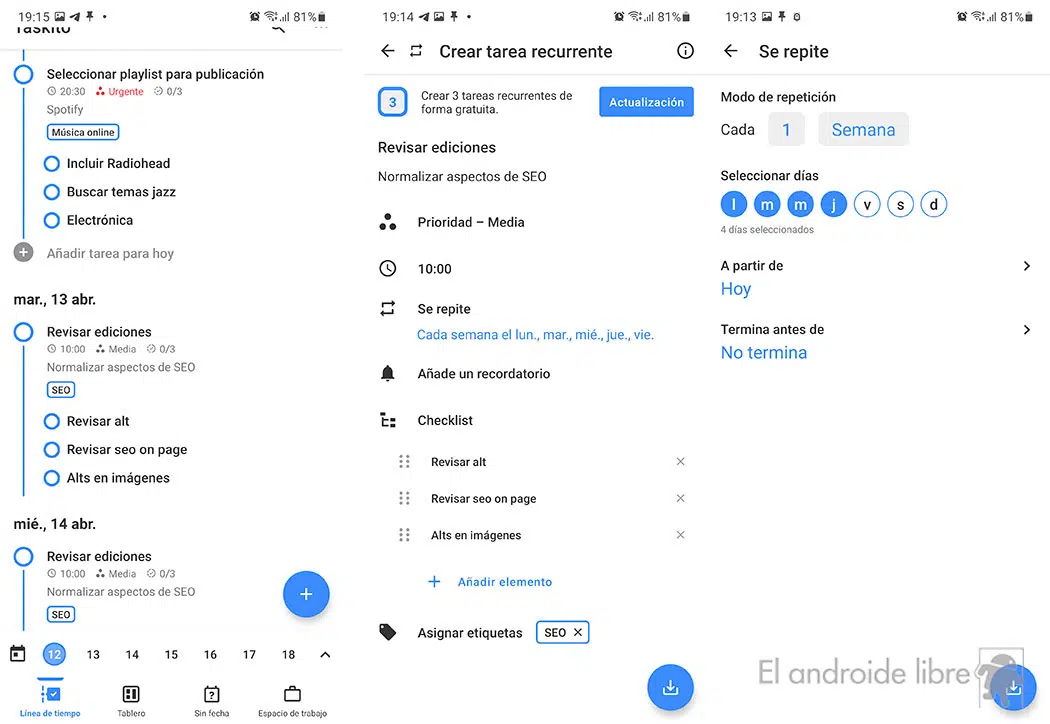 19:15 81%
Taskito
Seleccionar playlist para publicación
20:30 Urgente 0/3
Spotify
Música online
Incluir Radiohead
Buscar temas jazz
Electrónica
Añadir tarea para hoy
mar., 13 abr.
Revisar ediciones
10:00 Media 0/3
Normalizar aspectos de SEO
SEO
Revisar alt
Revisar seo on page
Alts en imágenes
mié., 14 abr.
Revisar ediciones
10:00 Media 0/3
Normalizar aspectos de SEO
SEO
12 13 14 15 16 17 18
Línea de tiempo Tablero Sin fecha Espacio de trabajo
19:14 81%
Crear tarea recurrente
3
Crear 3 tareas recurrentes de
forma gratuita.
Actualización
Revisar ediciones
Normalizar aspectos de SEO
Prioridad – Media
10:00
Se repite
Cada semana el lun., mar., mié., jue., vie.
Añade un recordatorio
Checklist
Revisar alt
Revisar seo on page
Alts en imágenes
Añadir elemento
Asignar etiquetas SEO
19:13 81%
Se repite
Modo de repetición
Cada 1 Semana
Seleccionar días
l m m j v s d
4 días seleccionados
A partir de
Hoy
Termina antes de
No termina
El androide libre